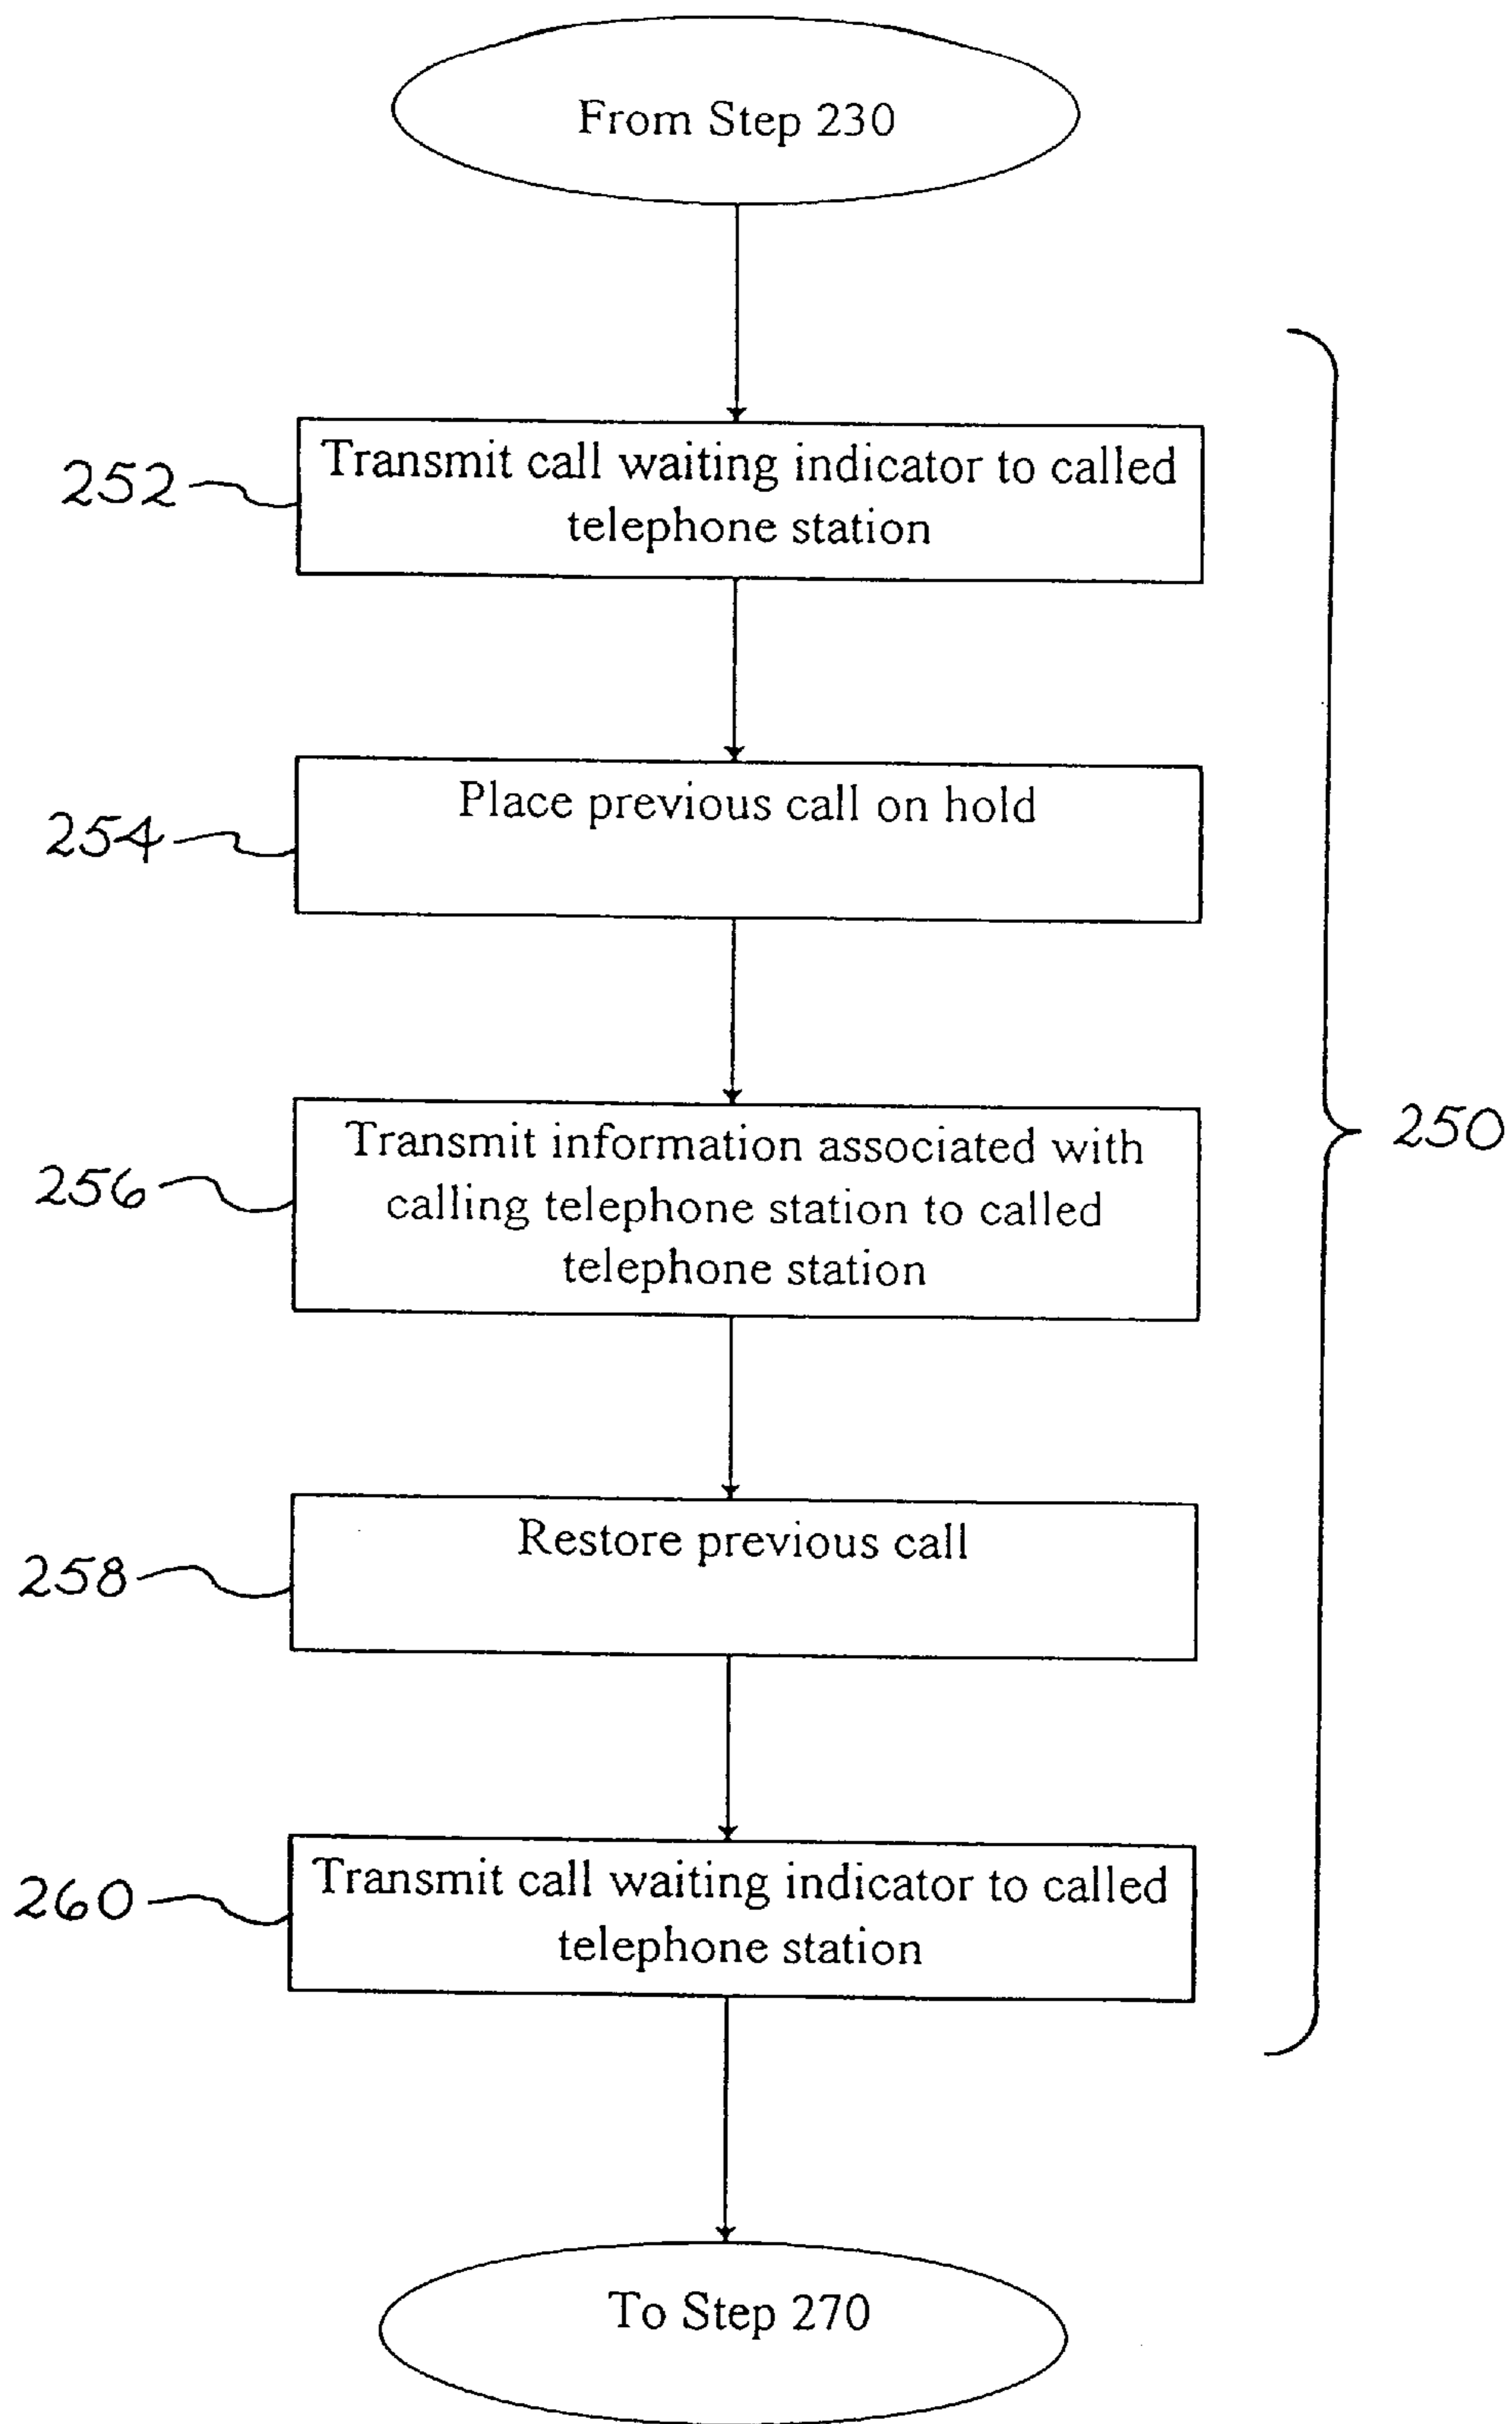 From Step 230
252
Transmit call waiting indicator to called
telephone station
254
Place previous call on hold
256
Transmit information associated with
calling telephone station to called
telephone station
250
258
Restore previous call
260
Transmit call waiting indicator to called
telephone station
To Step 270